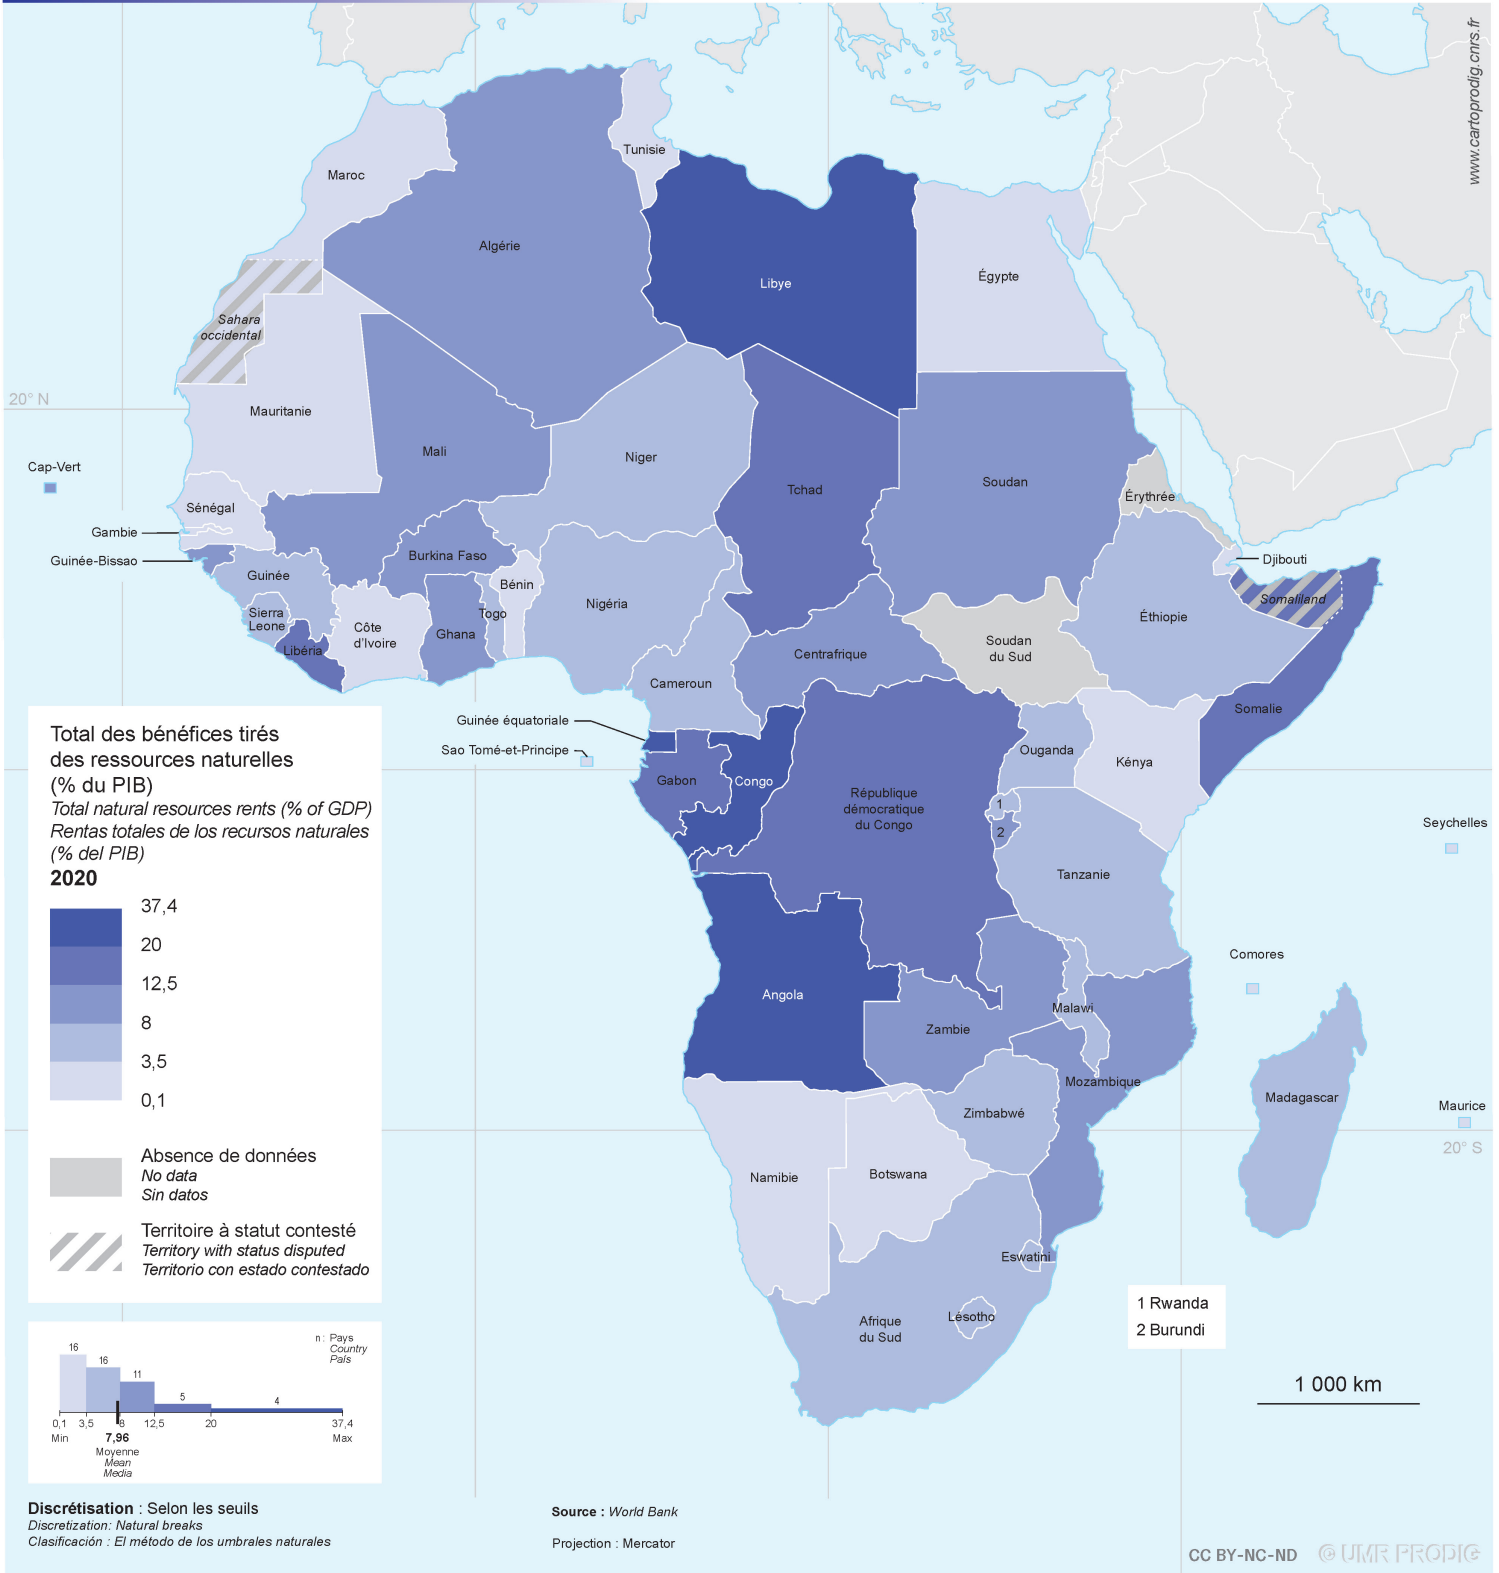 www.cartoprodig.cnrs.fr
Tunisie
Maroc
Algérie
Libye
Égypte
Sahara
occidental
20° N
Mauritanie
Mali
Niger
Cap-Vert
Tchad
Soudan
Érythrée
Sénégal
Gambie
Guinée-Bissao
Burkina Faso
Djibouti
Guinée
Bénin
Nigéria
Somaliland
Sierra
Leone
Togo
Éthiopie
Côte
d'Ivoire
Ghana
Libéria
Centrafrique
Soudan
du Sud
Cameroun
Somalie
Guinée équatoriale
Sao Tomé-et-Principe
Ouganda
Kénya
Gabon
Congo
République
démocratique
du Congo
1
2
Seychelles
Tanzanie
Comores
Angola
Malawi
Zambie
Mozambique
Madagascar
Maurice
Zimbabwé
20° S
Namibie
Botswana
Eswatini
Afrique
du Sud
Lésotho
Total des bénéfices tirés
des ressources naturelles
(% du PIB)
Total natural resources rents (% of GDP)
Rentas totales de los recursos naturales
(% del PIB)
2020
37,4
20
12,5
8
3,5
0,1
Absence de données
No data
Sin datos
Territoire à statut contesté
Territory with status disputed
Territorio con estado contestado
1 Rwanda
2 Burundi
1 000 km
n : Pays
Country
País
16
16
11
5
4
0,1 3,5 8 12,5 20 37,4
Min 7,96 Max
Moyenne
Mean
Media
Discrétisation : Selon les seuils
Discretization: Natural breaks
Clasificación : El método de los umbrales naturales
Source : World Bank
Projection : Mercator
CC BY-NC-ND © UMR PRODIG